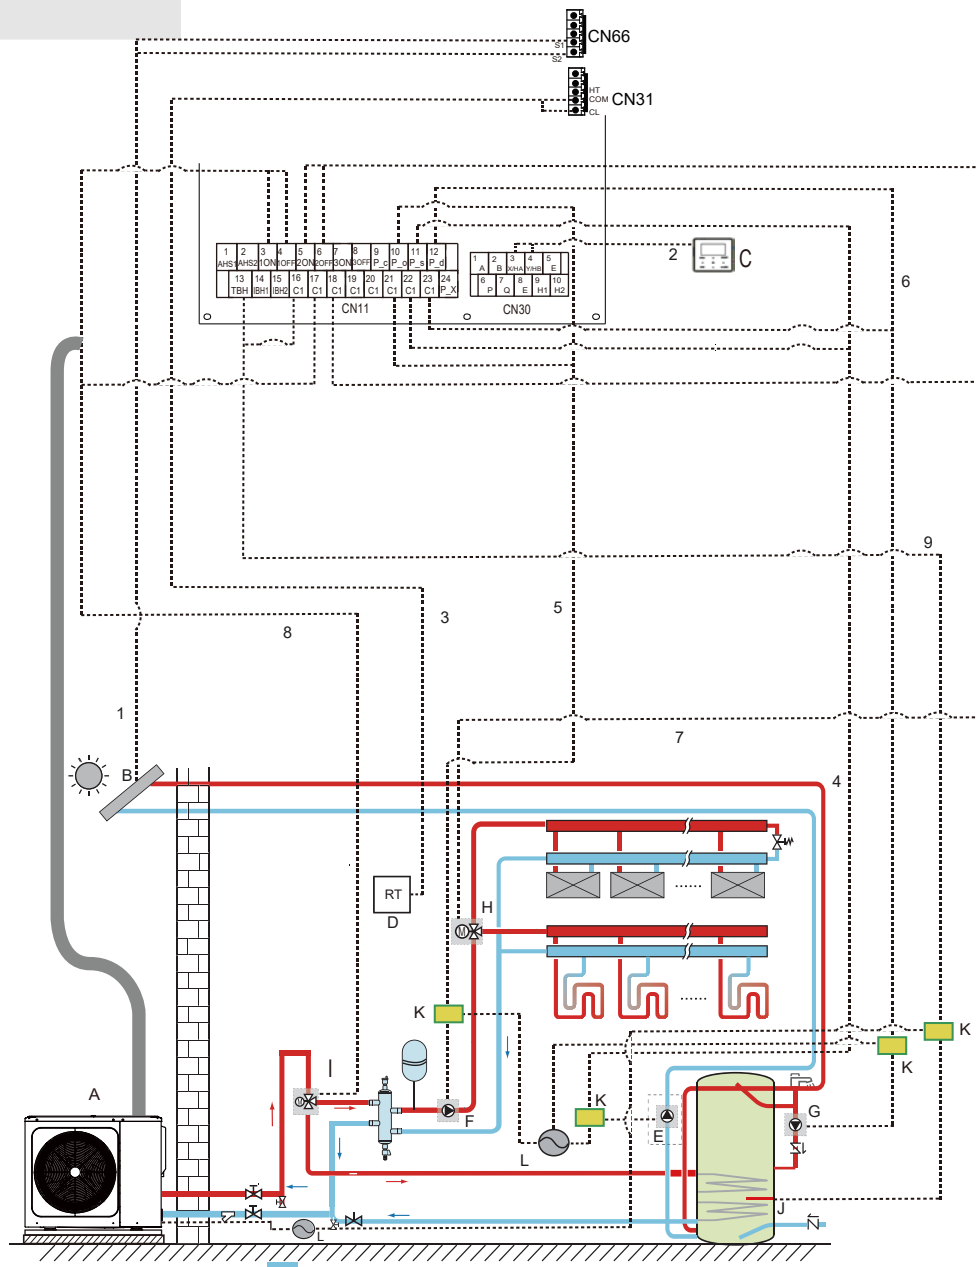 CN66
S1
S2
HT
COM
CL
CN31
1 2 3 4 5 6 7 8 9 10 11 12
AHS1 AHS2 1ON 1OFF 2ON 2OFF 3ON 3OFF P_c P_o P_s P_d
13 14 15 16 17 18 19 20 21 22 23 24
TBH IBH1 IBH2 C1 C1 C1 C1 C1 C1 C1 C1 P_X
CN11
1 2 3 4 5
A B X/HA Y/HB E
6 7 8 9 10
P Q E H1 H2
CN30
2
C
6
9
3
5
8
1
7
B
4
RT
D
H
M
K
K
K
A
I
M
F
K
E
G
L
J
L